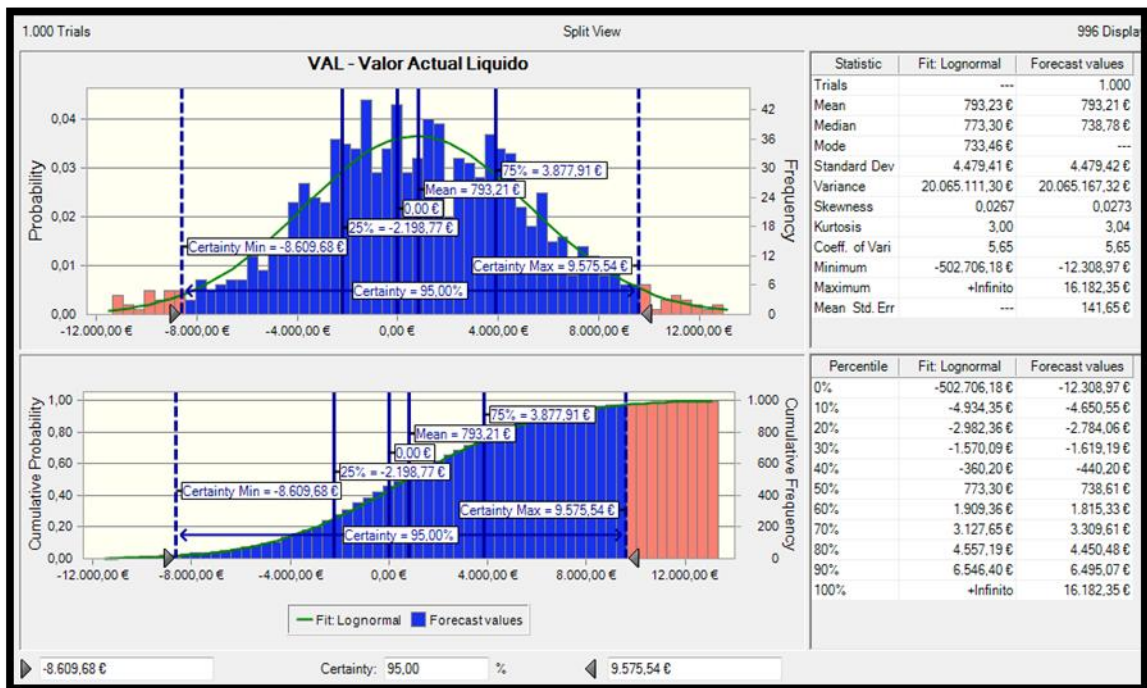 1.000 Trials Split View 996 Displa
VAL - Valor Actual Liquido
Probability
0,04
0,03
0,02
0,01
0,00
42
36
30
24
18
12
6
0
Frequency
75% = 3.877,91 €
Mean = 793,21 €
0,00 €
25% = -2.198,77 €
Certainty Min = -8.609,68 €
Certainty Max = 9.575,54 €
Certainty = 95,00%
-12.000,00 € -8.000,00 € -4.000,00 € 0,00 € 4.000,00 € 8.000,00 € 12.000,00 €
Statistic Fit: Lognormal Forecast values
Trials --- 1.000
Mean 793,23 € 793,21 €
Median 773,30 € 738,78 €
Mode 733,46 € ---
Standard Dev 4.479,41 € 4.479,42 €
Variance 20.065.111,30 € 20.065.167,32 €
Skewness 0,0267 0,0273
Kurtosis 3,00 3,04
Coeff. of Vari 5,65 5,65
Minimum -502.706,18 € -12.308,97 €
Maximum +Infinito 16.182,35 €
Mean Std. Err --- 141,65 €
Cumulative Probability
1,00
0,80
0,60
0,40
0,20
0,00
1.000
800
600
400
200
0
Cumulative Frequency
75% = 3.877,91 €
Mean = 793,21 €
0,00 €
25% = -2.198,77 €
Certainty Min = -8.609,68 €
Certainty Max = 9.575,54 €
Certainty = 95,00%
-12.000,00 € -8.000,00 € -4.000,00 € 0,00 € 4.000,00 € 8.000,00 € 12.000,00 €
Fit: Lognormal Forecast values
Percentile Fit: Lognormal Forecast values
0% -502.706,18 € -12.308,97 €
10% -4.934,35 € -4.650,55 €
20% -2.982,36 € -2.784,06 €
30% -1.570,09 € -1.619,19 €
40% -360,20 € -440,20 €
50% 773,30 € 738,61 €
60% 1.909,36 € 1.815,33 €
70% 3.127,65 € 3.309,61 €
80% 4.557,19 € 4.450,48 €
90% 6.546,40 € 6.495,07 €
100% +Infinito 16.182,35 €
-8.609,68 € Certainty: 95,00 % 9.575,54 €